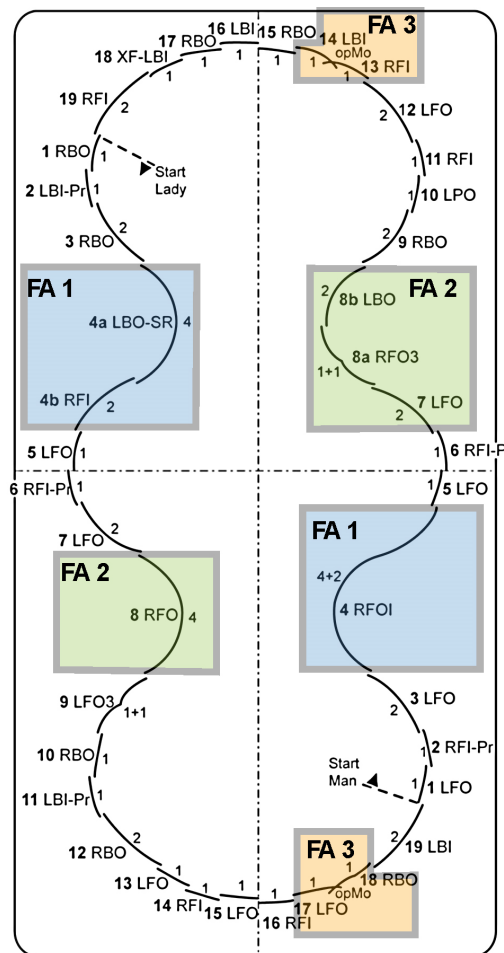 FA 3
16 LBI
15 RBO
14 LBI
17 RBO
opMo
18 XF-LBI
1
1
1
1
1
1
13 RFI
19 RFI
2
2
12 LFO
1 RBO
1
1
11 RFI
Start
Lady
2 LBI-Pr
1
1
10 LPO
3 RBO
2
2
9 RBO
FA 1
FA 2
2
8b LBO
4a LBO-SR
4
8a RFO3
1+1
4b RFI
2
7 LFO
2
5 LFO
1
1
6 RFI-P
6 RFI-Pr
1
1
5 LFO
FA 1
7 LFO
2
FA 2
4+2
8 RFO
4
4 RFOI
9 LFO3
1+1
3 LFO
2
10 RBO
1
1
2 RFI-Pr
Start
Man
11 LBI-Pr
1
1
1 LFO
12 RBO
2
2
19 LBI
FA 3
13 LFO
1
1
18 RBO
14 RFI
1
1
1
1
opMo
15 LFO
17 LFO
16 RFI